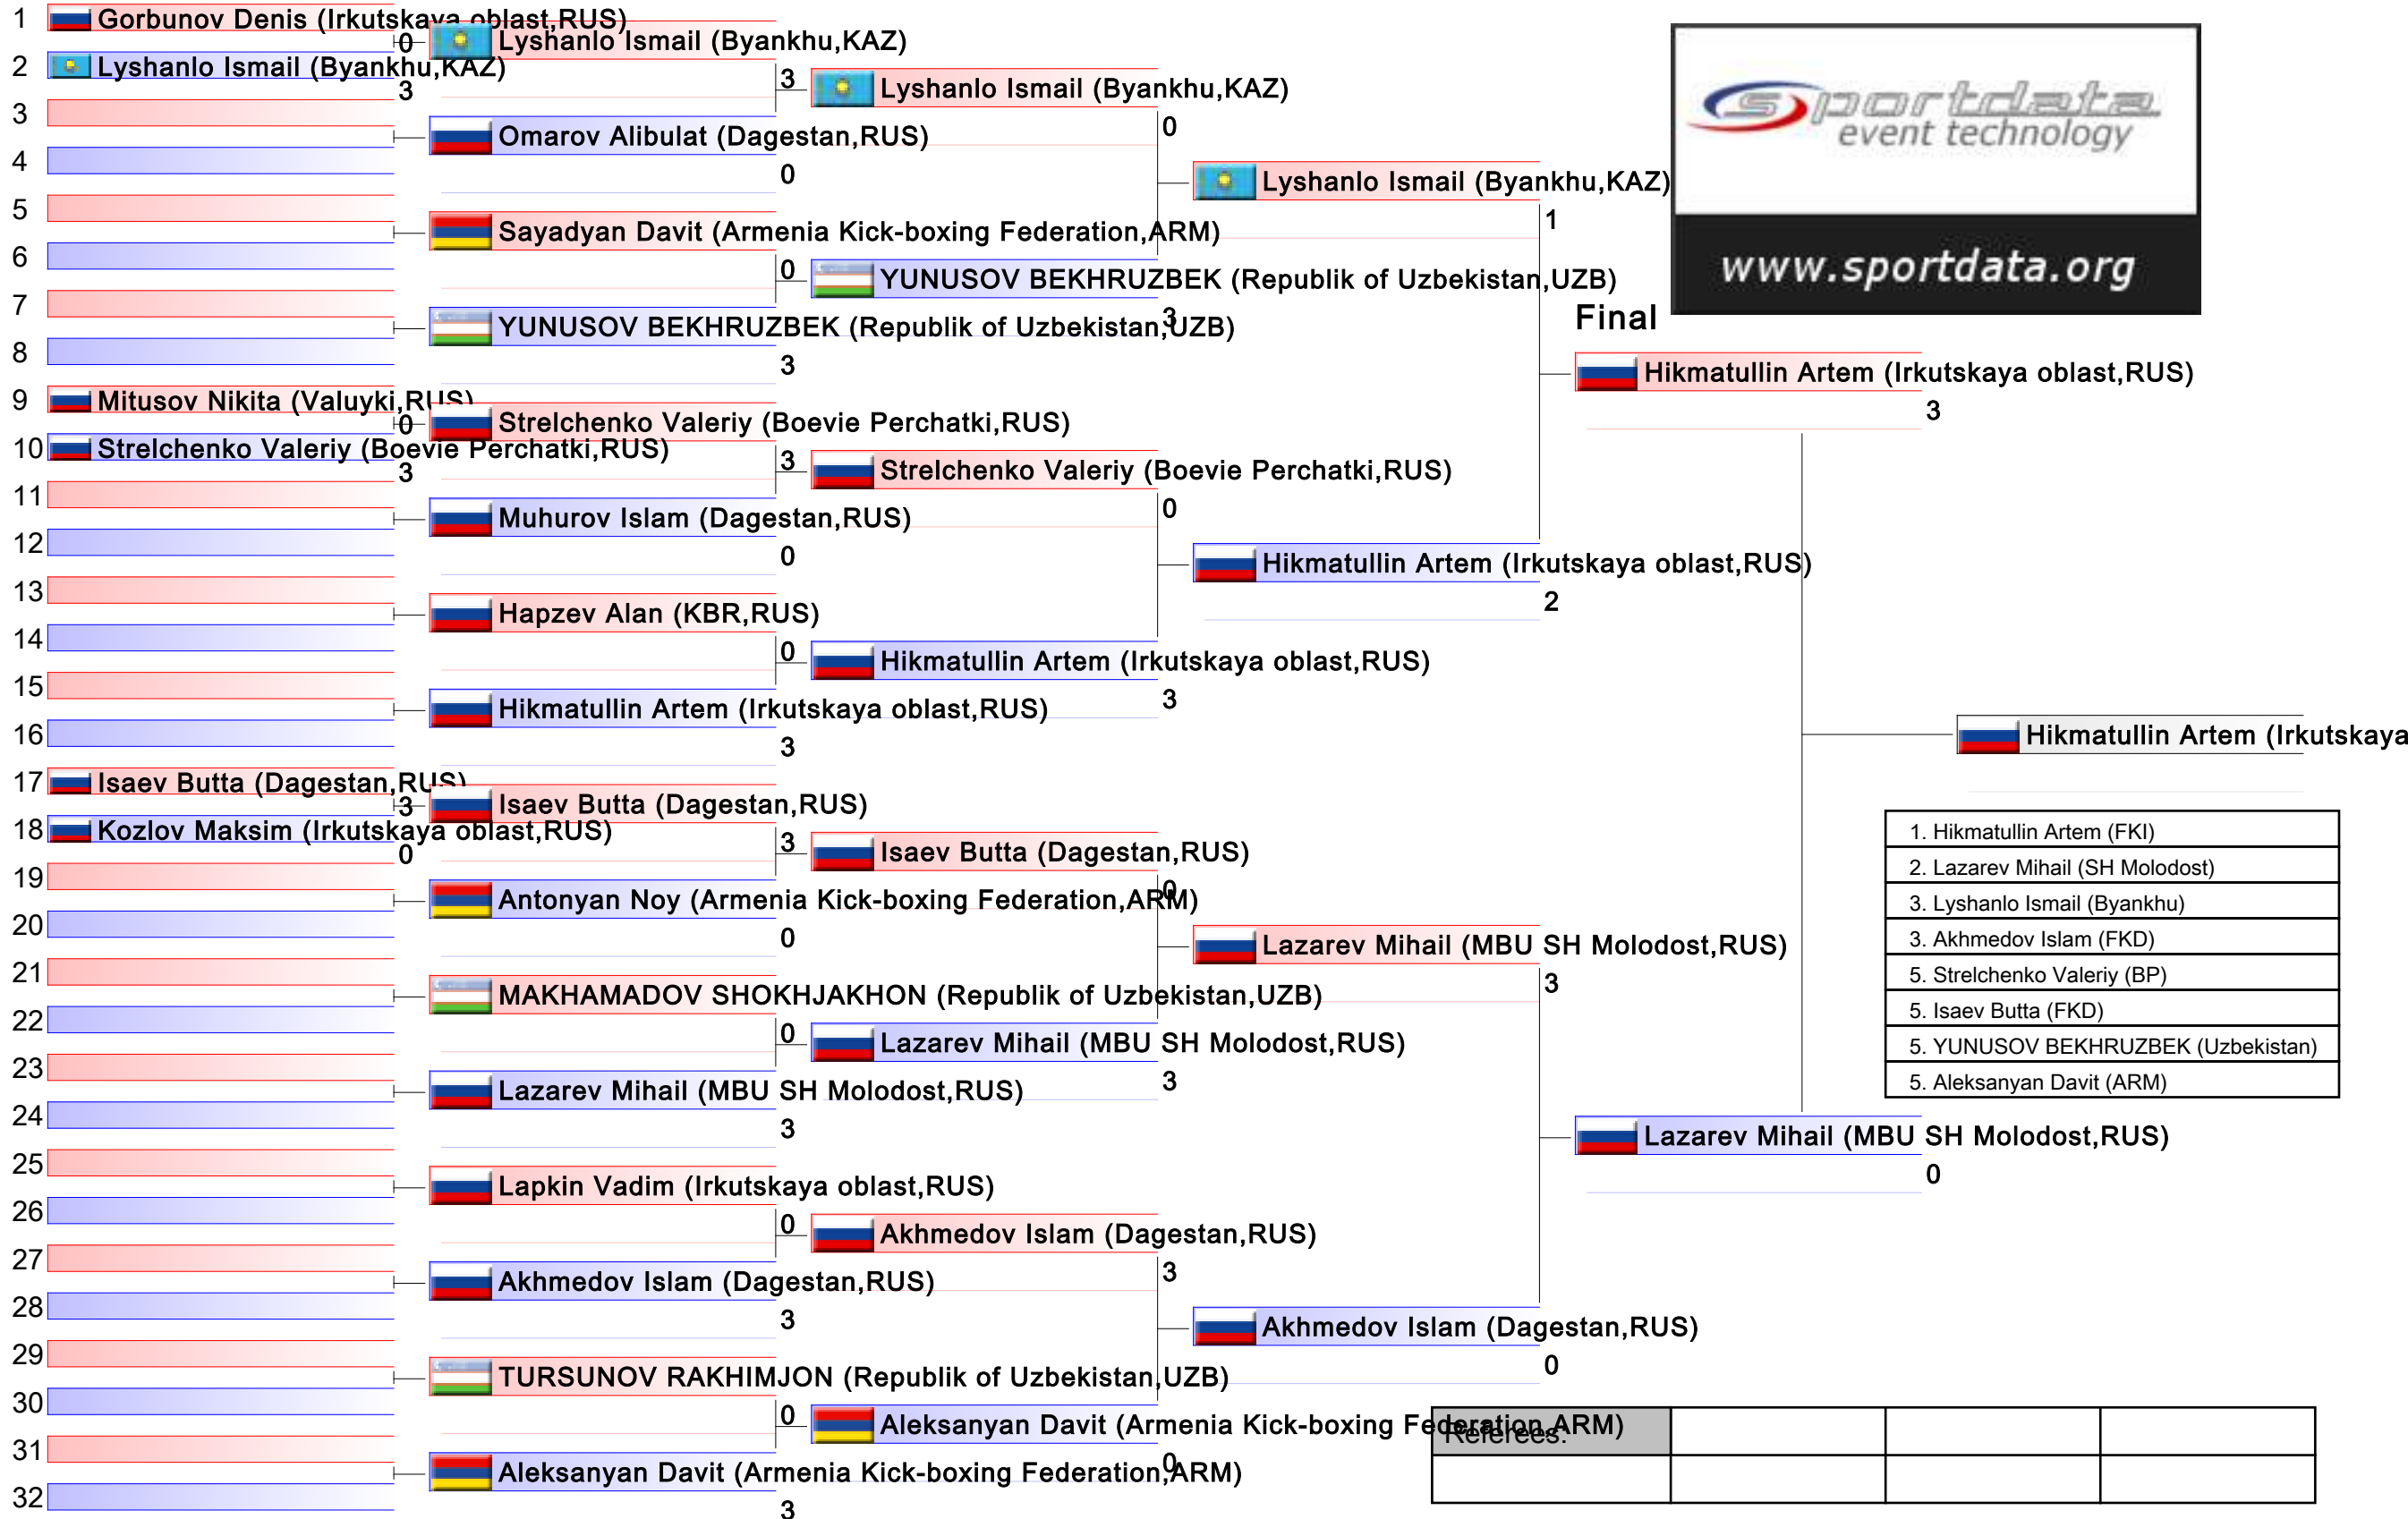 1 Gorbunov Denis (Irkutskaya oblast,RUS)
0
2 Lyshanlo Ismail (Byankhu,KAZ)
3
3
4
5
6
7
8
9 Mitusov Nikita (Valuyki,RUS)
0
10 Strelchenko Valeriy (Boevie Perchatki,RUS)
3
11
12
13
14
15
16
17 Isaev Butta (Dagestan,RUS)
3
18 Kozlov Maksim (Irkutskaya oblast,RUS)
0
19
20
21
22
23
24
25
26
27
28
29
30
31
32
Lyshanlo Ismail (Byankhu,KAZ)
3
Omarov Alibulat (Dagestan,RUS)
0
Sayadyan Davit (Armenia Kick-boxing Federation,ARM)
0
YUNUSOV BEKHRUZBEK (Republik of Uzbekistan,UZB)
3
Strelchenko Valeriy (Boevie Perchatki,RUS)
3
Muhurov Islam (Dagestan,RUS)
0
Hapzev Alan (KBR,RUS)
0
Hikmatullin Artem (Irkutskaya oblast,RUS)
3
Isaev Butta (Dagestan,RUS)
3
Antonyan Noy (Armenia Kick-boxing Federation,ARM)
0
MAKHAMADOV SHOKHJAKHON (Republik of Uzbekistan,UZB)
0
Lazarev Mihail (MBU SH Molodost,RUS)
3
Lapkin Vadim (Irkutskaya oblast,RUS)
0
Akhmedov Islam (Dagestan,RUS)
3
TURSUNOV RAKHIMJON (Republik of Uzbekistan,UZB)
0
Aleksanyan Davit (Armenia Kick-boxing Federation,ARM)
3
Lyshanlo Ismail (Byankhu,KAZ)
0
YUNUSOV BEKHRUZBEK (Republik of Uzbekistan,UZB)
3
Strelchenko Valeriy (Boevie Perchatki,RUS)
0
Hikmatullin Artem (Irkutskaya oblast,RUS)
3
Isaev Butta (Dagestan,RUS)
0
Lazarev Mihail (MBU SH Molodost,RUS)
3
Akhmedov Islam (Dagestan,RUS)
3
Aleksanyan Davit (Armenia Kick-boxing Federation,ARM)
0
Lyshanlo Ismail (Byankhu,KAZ)
1
Hikmatullin Artem (Irkutskaya oblast,RUS)
2
Lazarev Mihail (MBU SH Molodost,RUS)
3
Akhmedov Islam (Dagestan,RUS)
0
sportdata
event technology
www.sportdata.org
Final
Hikmatullin Artem (Irkutskaya oblast,RUS)
3
Lazarev Mihail (MBU SH Molodost,RUS)
0
Hikmatullin Artem (Irkutskaya
1. Hikmatullin Artem (FKI)
2. Lazarev Mihail (SH Molodost)
3. Lyshanlo Ismail (Byankhu)
3. Akhmedov Islam (FKD)
5. Strelchenko Valeriy (BP)
5. Isaev Butta (FKD)
5. YUNUSOV BEKHRUZBEK (Uzbekistan)
5. Aleksanyan Davit (ARM)
Referees: